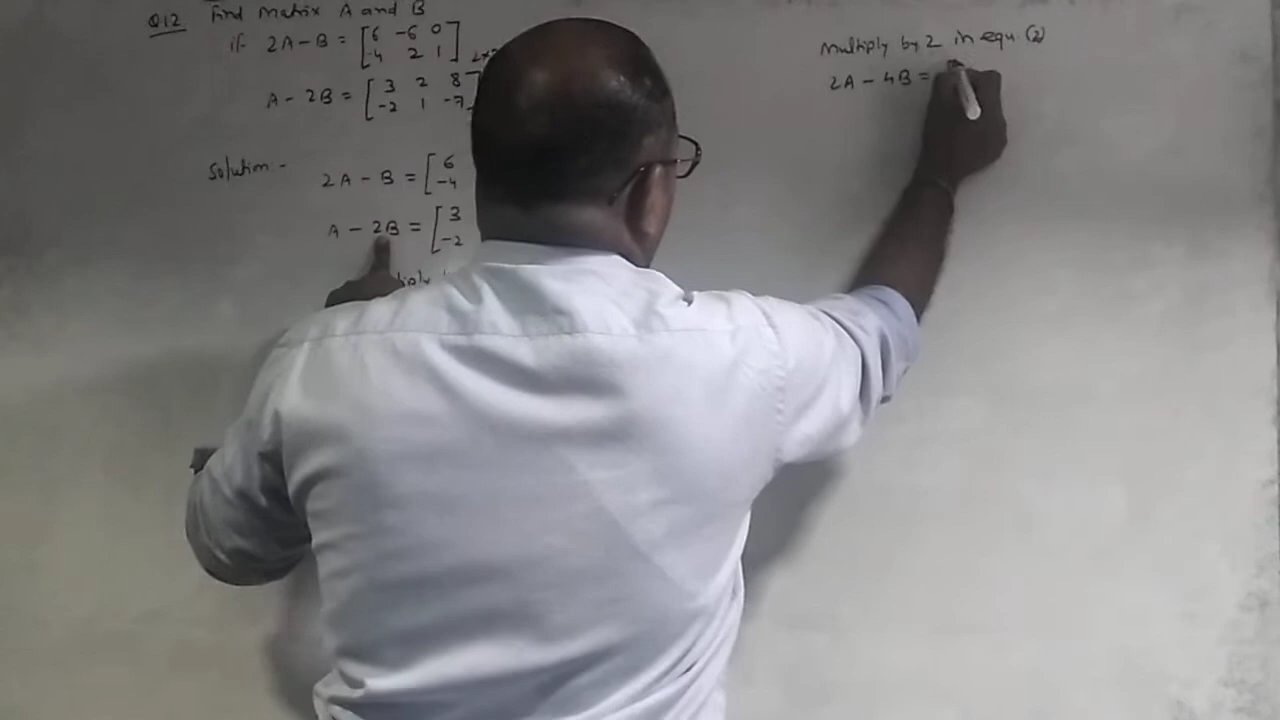 Q12 Find Matrix A and B
if 2A - B = [6 -6 0
-4 2 1]
A - 2B = [3 2 8
-2 1 -7
Solution:-
2A - B = [6
-4
A - 2B = [3
-2
Multiply by 2 in equ. (2)
2A - 4B =